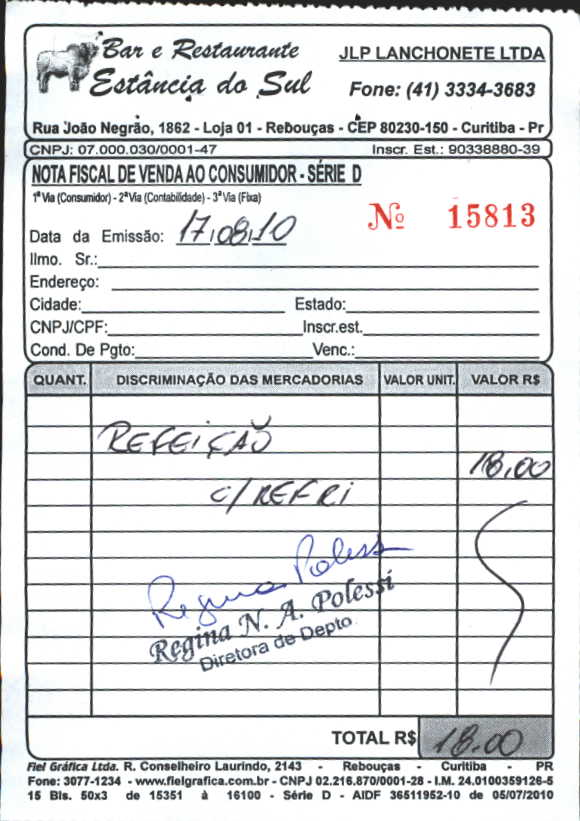 Bar e Restaurante
Estância do Sul
JLP LANCHONETE LTDA
Fone: (41) 3334-3683
Rua João Negrão, 1862 - Loja 01 - Rebouças - CEP 80230-150 - Curitiba - Pr
CNPJ: 07.000.030/0001-47 Inscr. Est.: 90338880-39
NOTA FISCAL DE VENDA AO CONSUMIDOR - SÉRIE D
1ª Via (Consumidor) - 2ª Via (Contabilidade) - 3ª Via (Fixa)
Nº 15813
Data da Emissão: 17,08,10
Ilmo. Sr.:
Endereço:
Cidade: Estado:
CNPJ/CPF: Inscr.est.
Cond. De Pgto: Venc.:
QUANT. DISCRIMINAÇÃO DAS MERCADORIAS VALOR UNIT. VALOR R$
REFEIÇÃO
18,00
C/ REFRI
Regina Polessi
Regina N. A. Polessi
Diretora de Depto
TOTAL R$ 18.00
Fiel Gráfica Ltda. R. Conselheiro Laurindo, 2143 - Rebouças - Curitiba - PR
Fone: 3077-1234 - www.fielgrafica.com.br - CNPJ 02.216.870/0001-28 - I.M. 24.0100359126-5
15 Bls. 50x3 de 15351 à 16100 - Série D - AIDF 36511952-10 de 05/07/2010